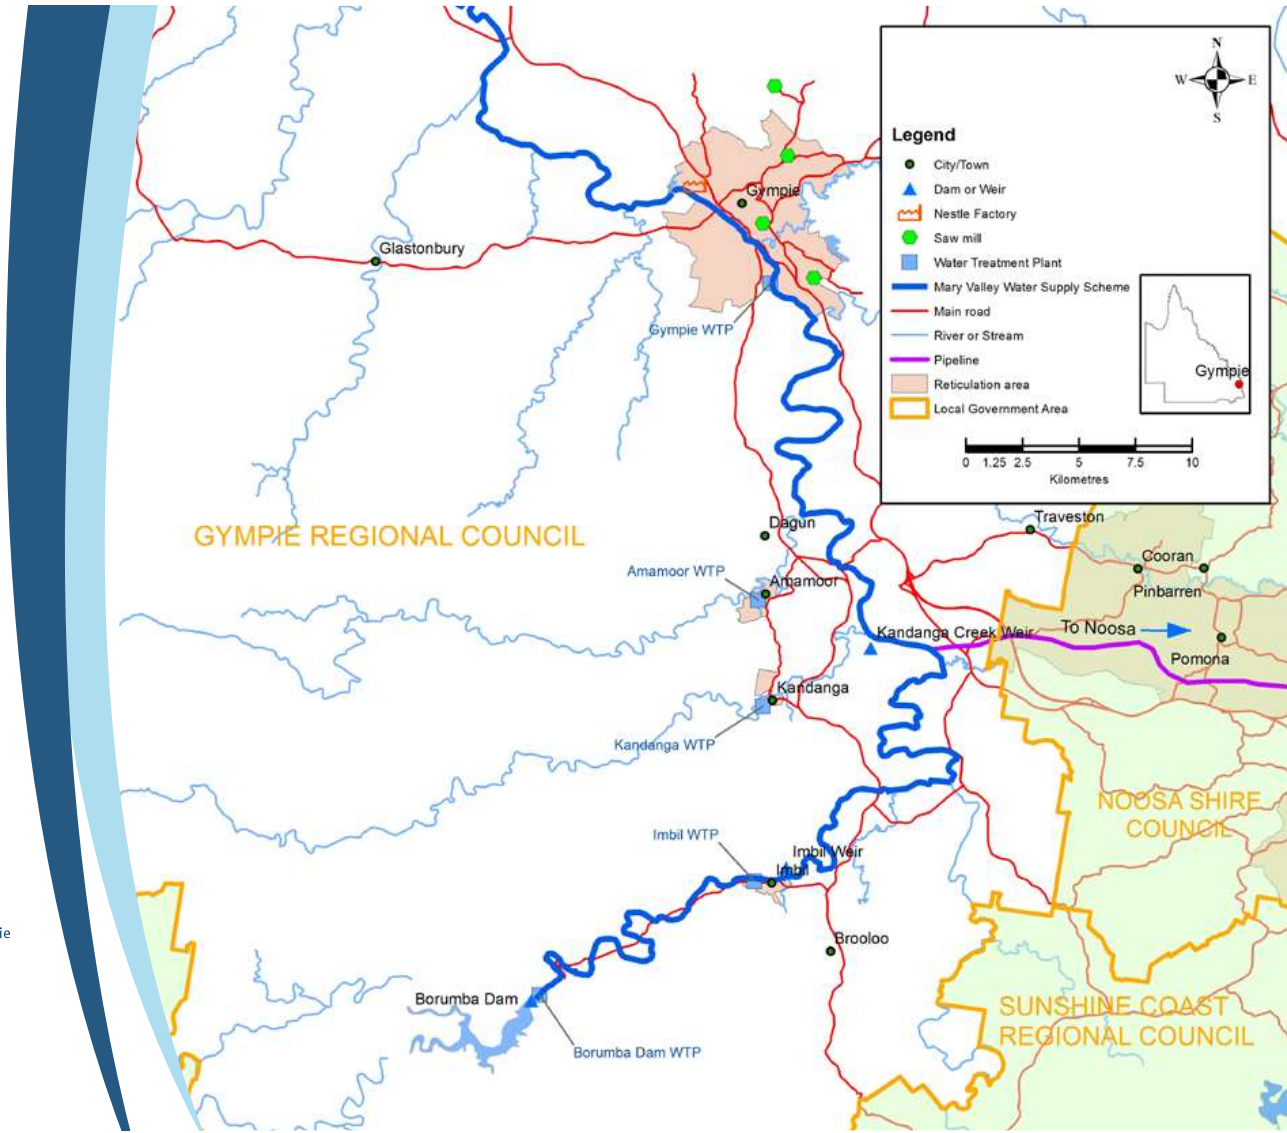 N
W E
S
Legend
City/Town
Dam or Weir
Nestle Factory
Saw mill
Water Treatment Plant
Mary Valley Water Supply Scheme
Main road
River or Stream
Pipeline
Reticulation area
Local Government Area
Gympie
0 1.25 2.5 5 7.5 10
Kilometres
Gympie
Glastonbury
Gympie WTP
Dagun
Traveston
GYMPIE REGIONAL COUNCIL
Cooran
Amamoor WTP
Amamoor
Pinbarren
To Noosa
Kandanga Creek Weir
Pomona
Kandanga
Kandanga WTP
NOOSA SHIRE
COUNCIL
Imbil WTP
Imbil Weir
Imbil
ie
Brooloo
Borumba Dam
SUNSHINE COAST
REGIONAL COUNCIL
Borumba Dam WTP